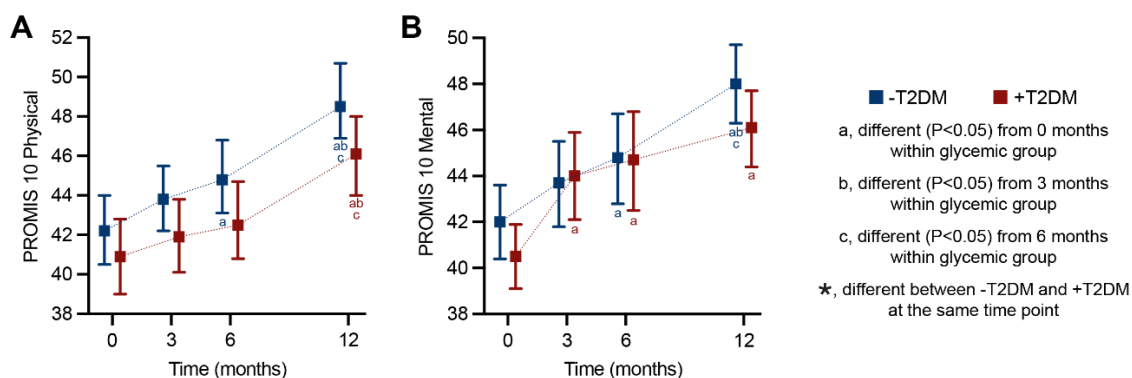 A
PROMIS 10 Physical
52
50
48
46
44
42
40
38
a
ab
c
ab
c
0
3
6
12
Time (months)
B
PROMIS 10 Mental
50
48
46
44
42
40
38
a
a
a
ab
c
a
0
3
6
12
Time (months)
-T2DM
+T2DM
a, different (P<0.05) from 0 months
within glycemic group
b, different (P<0.05) from 3 months
within glycemic group
c, different (P<0.05) from 6 months
within glycemic group
*, different between -T2DM and +T2DM
at the same time point